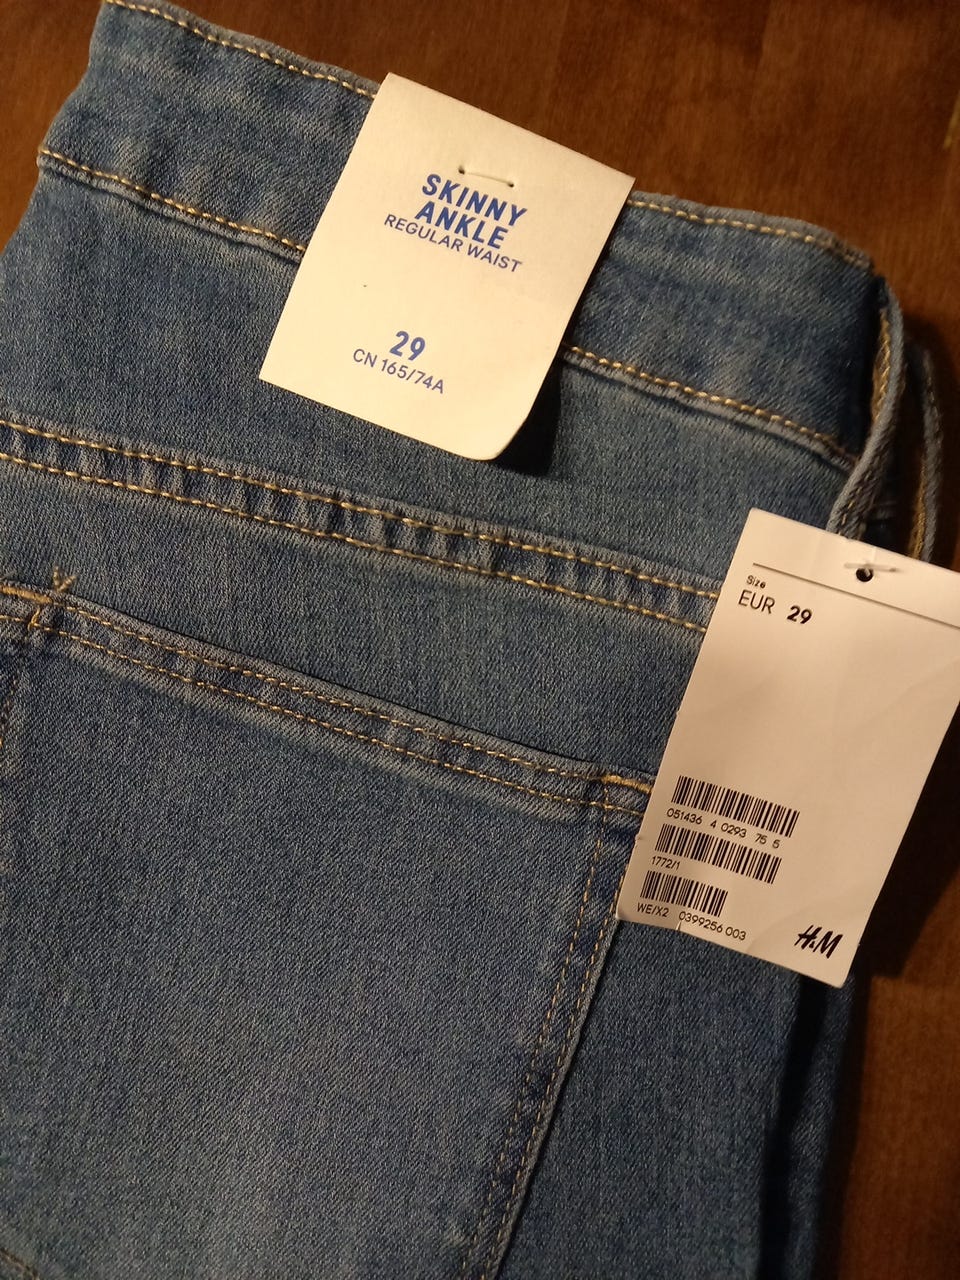 SKINNY
ANKLE
REGULAR WAIST
29
CN 165/74A
Size
EUR 29
051436 4 0293 75 5
1772/1
WE/X2 0399256 003
H&M